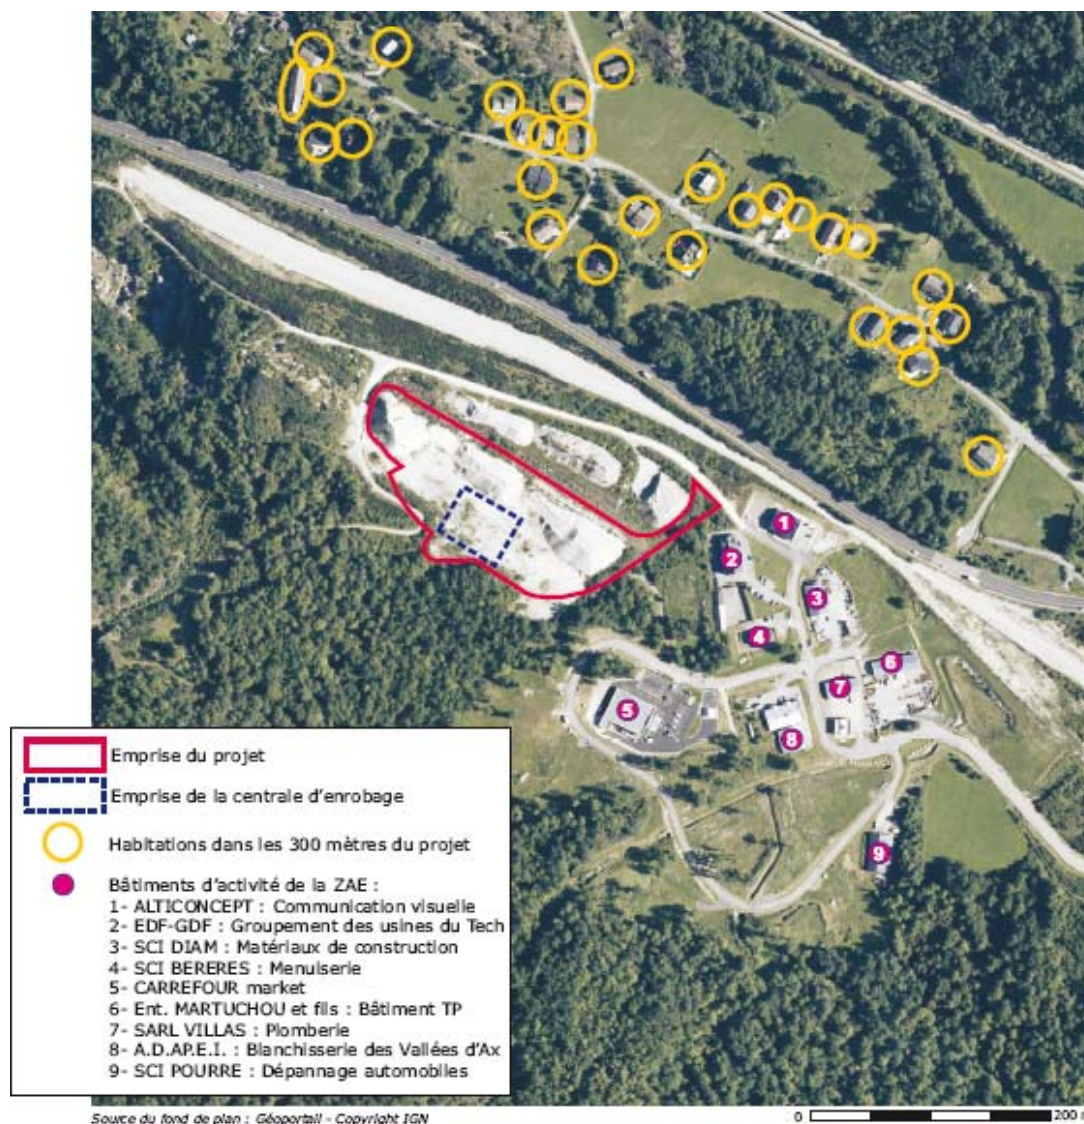 1
2
3
4
6
7
5
8
9
Emprise du projet
Emprise de la centrale d'enrobage
Habitations dans les 300 mètres du projet
Bâtiments d'activité de la ZAE :
1- ALTICONCEPT : Communication visuelle
2- EDF-GDF : Groupement des usines du Tech
3- SCI DIAM : Matériaux de construction
4- SCI BERERES : Menuiserie
5- CARREFOUR market
6- Ent. MARTUCHOU et fils : Bâtiment TP
7- SARL VILLAS : Plomberie
8- A.D.AP.E.I. : Blanchisserie des Vallées d'Ax
9- SCI POURRE : Dépannage automobiles
Source du fond de plan : Géoportail - Copyright IGN
0 200 m